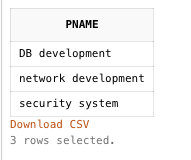 PNAME
DB development
network development
security system
Download CSV
3 rows selected.